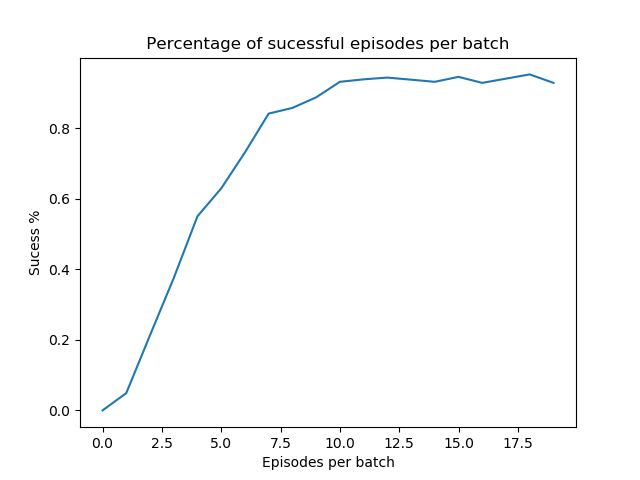 Percentage of sucessful episodes per batch
0.8
0.6
0.4
0.2
0.0
Sucess %
0.0 2.5 5.0 7.5 10.0 12.5 15.0 17.5
Episodes per batch